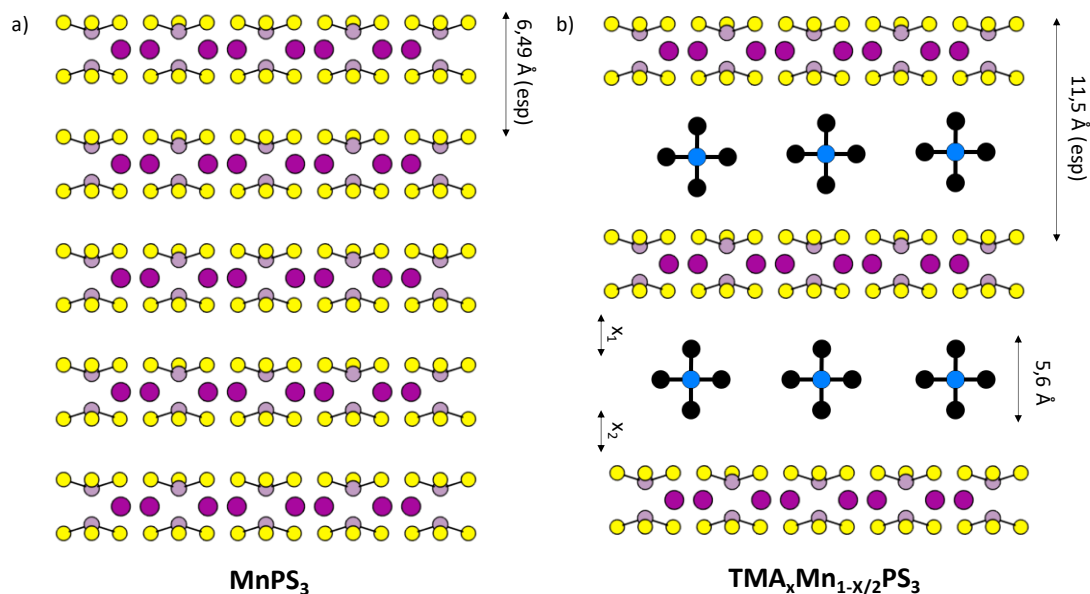 a)
6,49 Å (esp)
b)
11,5 Å (esp)
x₁
5,6 Å
x₂
MnPS₃
TMAₓMn₁₋X/₂PS₃